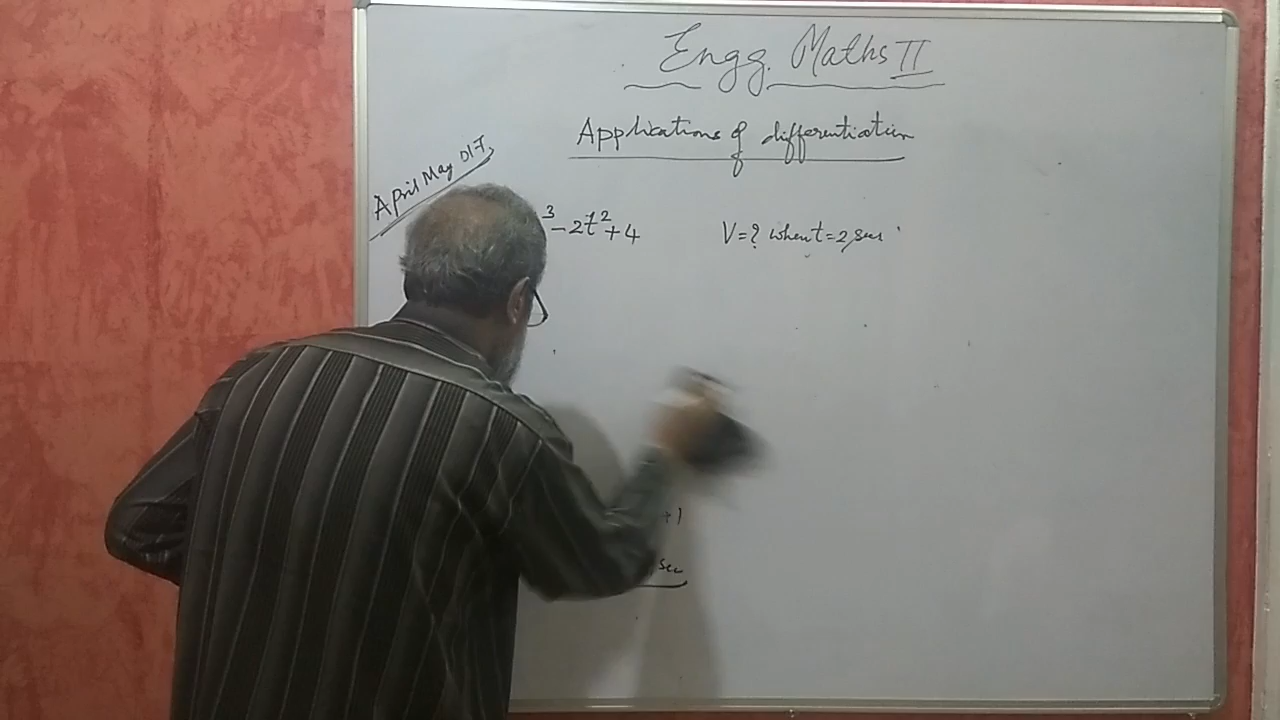 Engg. Maths II
Applications of differentiation
April May 017
3 - 2t² + 4 V = ? when t = 2 sec
+ 1
sec